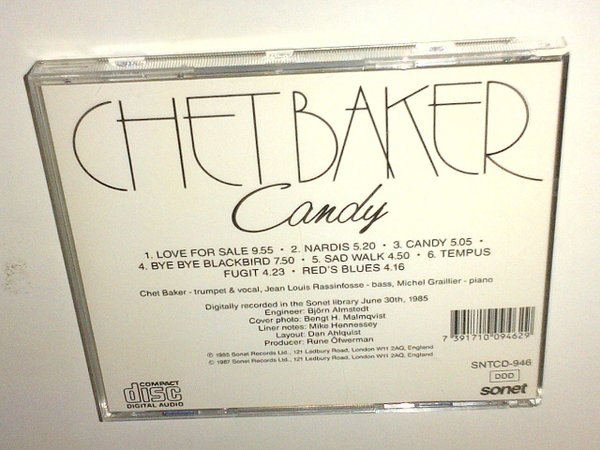 CHET BAKER
Candy
1. LOVE FOR SALE 9.55 · 2. NARDIS 5.20 · 3. CANDY 5.05 ·
4. BYE BYE BLACKBIRD 7.50 · 5. SAD WALK 4.50 · 6. TEMPUS
FUGIT 4.23 · RED'S BLUES 4.16
Chet Baker - trumpet & vocal, Jean Louis Rassinfosse - bass, Michel Graillier - piano
Digitally recorded in the Sonet library June 30th, 1985
Engineer: Björn Almstedt
Cover photo: Bengt H. Malmqvist
Liner notes: Mike Hennessey
Layout: Dan Ahlquist
Producer: Rune Öfwerman
℗ 1985 Sonet Records Ltd., 121 Ledbury Road, London W11 2AQ, England
© 1987 Sonet Records Ltd., 121 Ledbury Road, London W11 2AQ, England
7 391710 094629
SNTCD-946
DDD
sonet
COMPACT
disc
DIGITAL AUDIO